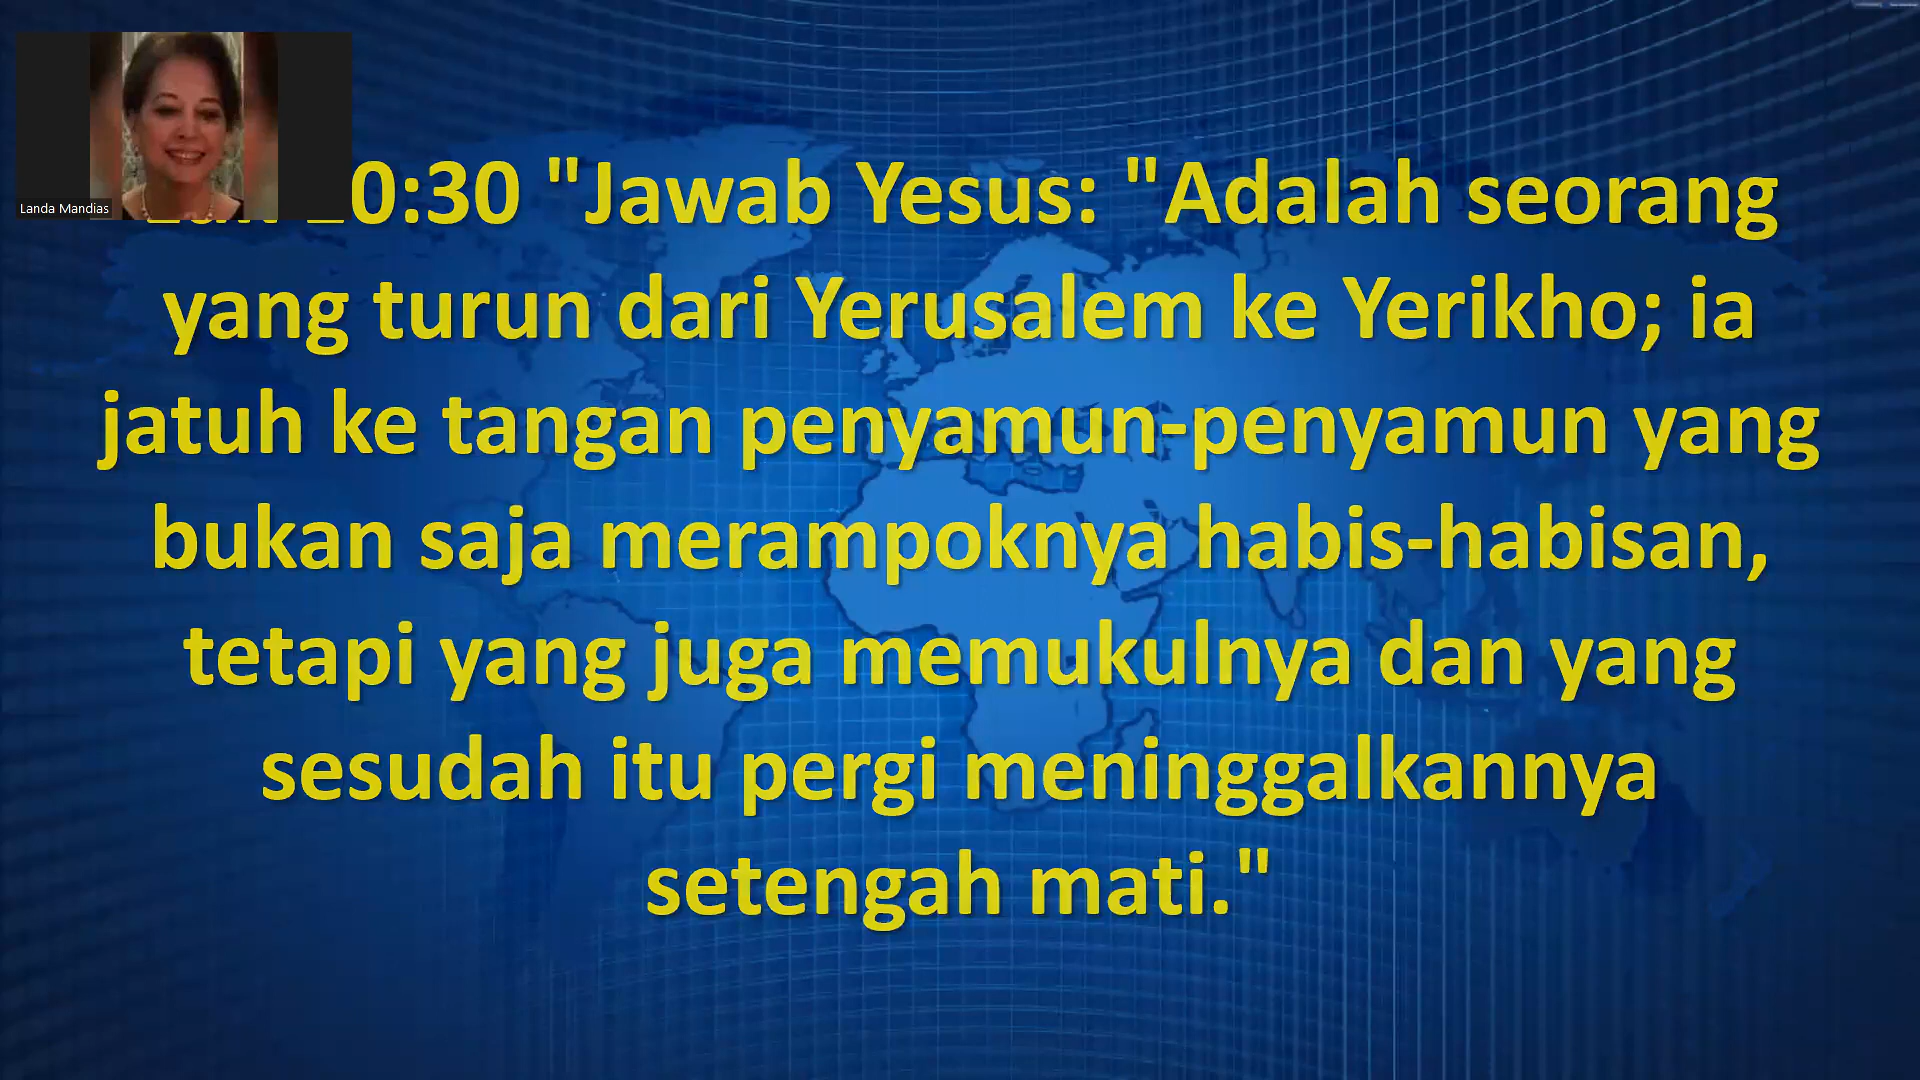 Landa Mandias
0:30 "Jawab Yesus: "Adalah seorang
yang turun dari Yerusalem ke Yerikho; ia
jatuh ke tangan penyamun-penyamun yang
bukan saja merampoknya habis-habisan,
tetapi yang juga memukulnya dan yang
sesudah itu pergi meninggalkannya
setengah mati."